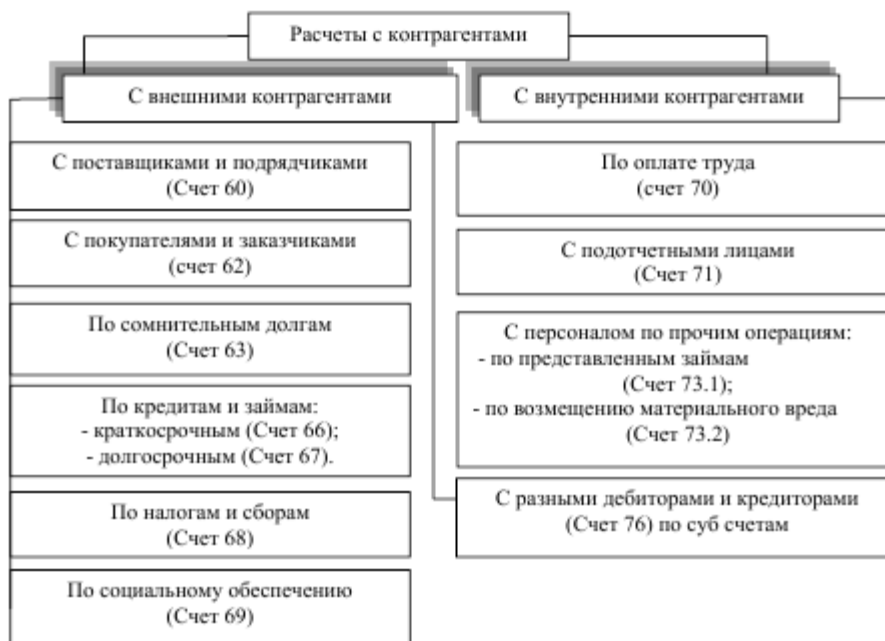 Расчеты с контрагентами
С внешними контрагентами
С внутренними контрагентами
С поставщиками и подрядчиками
(Счет 60)
С покупателями и заказчиками
(счет 62)
По сомнительным долгам
(Счет 63)
По кредитам и займам:
- краткосрочным (Счет 66);
- долгосрочным (Счет 67).
По налогам и сборам
(Счет 68)
По социальному обеспечению
(Счет 69)
По оплате труда
(счет 70)
С подотчетными лицами
(Счет 71)
С персоналом по прочим операциям:
- по представленным займам
(Счет 73.1);
- по возмещению материального вреда
(Счет 73.2)
С разными дебиторами и кредиторами
(Счет 76) по суб счетам